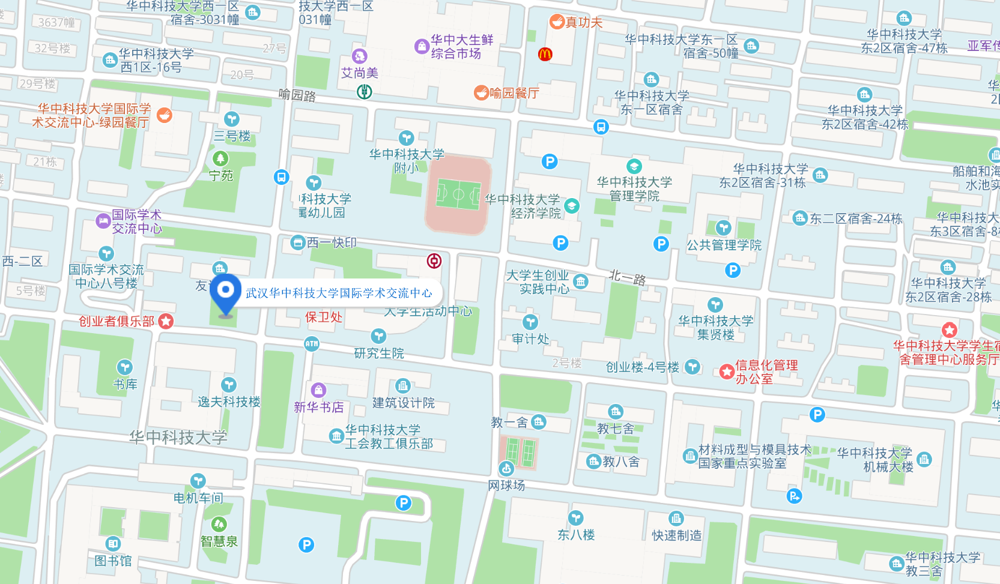 华中科技大学西一区
宿舍-3031幢
技大学西一区
031幢
3637幢
32号楼
27号
华中科技大学
西1区-16号
29号楼
20号
艾尚美
华中大生鲜
综合市场
真功夫
喻园餐厅
喻园路
华中科技大学东一区
宿舍-50幢
华中科技大学
东2区宿舍-47栋
华中科技大学
东一区宿舍
华中科技大学
东2区宿舍-42栋
华中科技大学国际学
术交流中心-绿园餐厅
三号楼
宁苑
21栋
华中科技大学
附小
科技大学
属幼儿园
华中科技大学
管理学院
华中科技大学
经济学院
华中科技大学
东2区宿舍-31栋
船舶和海
水池实
国际学术
交流中心
西一快印
公共管理学院
东二区宿舍-24栋
华中科技大
东3区宿舍-8
西-二区
国际学术交流
中心八号楼
5号楼
武汉华中科技大学国际学术交流中心
大学生活动中心
保卫处
创业者俱乐部
大学生创业
实践中心
北一路
华中科技大学
东2区宿舍-28栋
华中科技大学
集贤楼
审计处
2号楼
创业楼-4号楼
信息化管理
办公室
华中科技大学学生宿
舍管理中心服务厅
ATM
研究生院
书库
逸夫科技楼
新华书店
建筑设计院
华中科技大学
工会教工俱乐部
华中科技大学
教一舍
教七舍
教八舍
网球场
材料成型与模具技术
国家重点实验室
华中科技大学
机械大楼
电机车间
智慧泉
图书馆
东八楼
快速制造
华中科技大学
教三舍